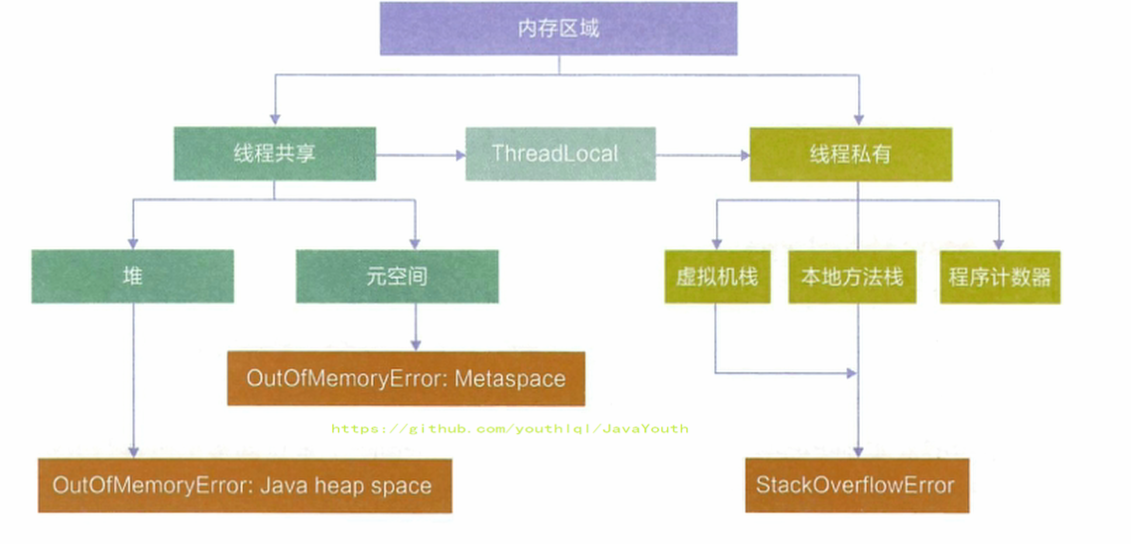 内存区域
线程共享
ThreadLocal
线程私有
堆
元空间
虚拟机栈
本地方法栈
程序计数器
OutOfMemoryError: Metaspace
https://github.com/youthlql/JavaYouth
OutOfMemoryError: Java heap space
StackOverflowError